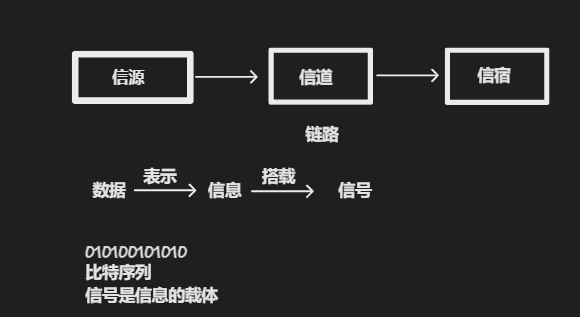 信源 信道 信宿
链路
表示 搭载
数据 信息 信号
010100101010
比特序列
信号是信息的载体